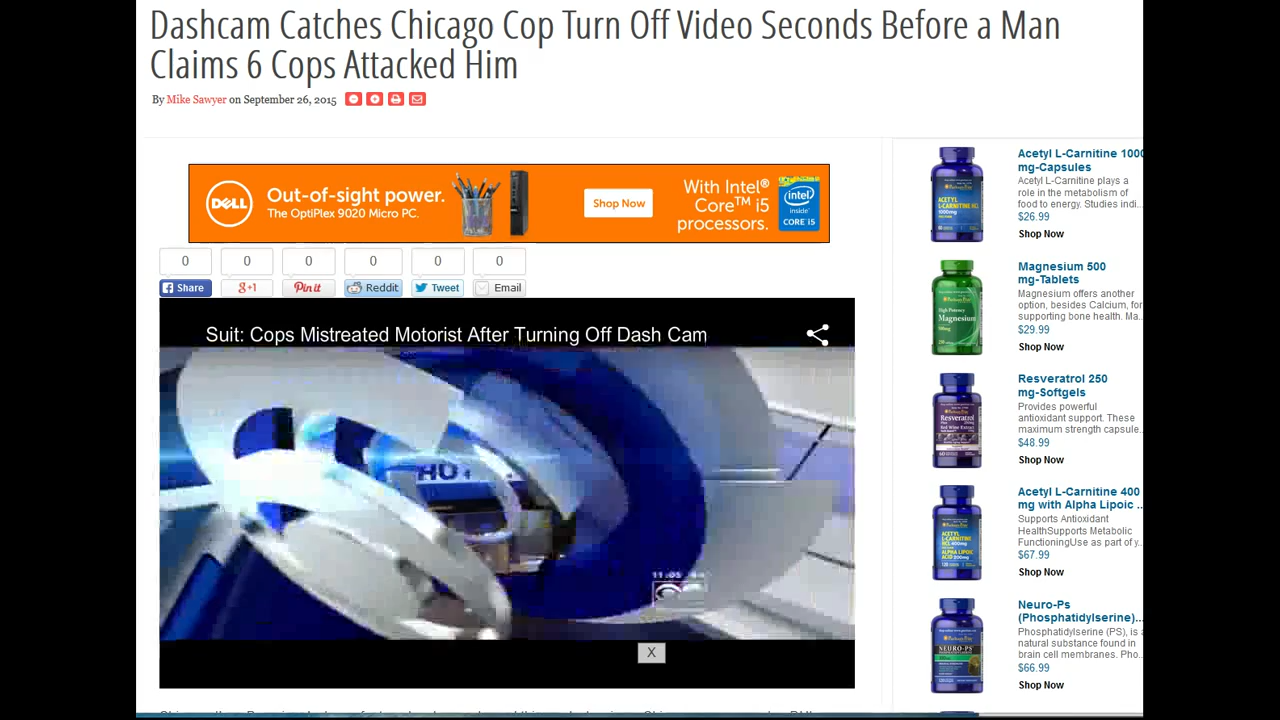 Dashcam Catches Chicago Cop Turn Off Video Seconds Before a Man
Claims 6 Cops Attacked Him
By Mike Sawyer on September 26, 2015
DELL
Out-of-sight power.
The OptiPlex 9020 Micro PC.
Shop Now
With Intel®
Core™ i5
processors.
intel
inside
CORE i5
0 0 0 0 0 0
Share +1 Pin it Reddit Tweet Email
Suit: Cops Mistreated Motorist After Turning Off Dash Cam
HO
11:05
X
Acetyl L-Carnitine 1000
mg-Capsules
Acetyl L-Carnitine plays a
role in the metabolism of
food to energy. Studies indi...
$26.99
Shop Now
Magnesium 500
mg-Tablets
Magnesium offers another
option, besides Calcium, for
supporting bone health. Ma...
$29.99
Shop Now
Resveratrol 250
mg-Softgels
Provides powerful
antioxidant support. These
maximum strength capsule...
$48.99
Shop Now
Acetyl L-Carnitine 400
mg with Alpha Lipoic ...
Supports Antioxidant
HealthSupports Metabolic
FunctioningUse as part of y...
$67.99
Shop Now
Neuro-Ps
(Phosphatidylserine)...
Phosphatidylserine (PS), is a
natural substance found in
brain cell membranes. Pho...
$66.99
Shop Now